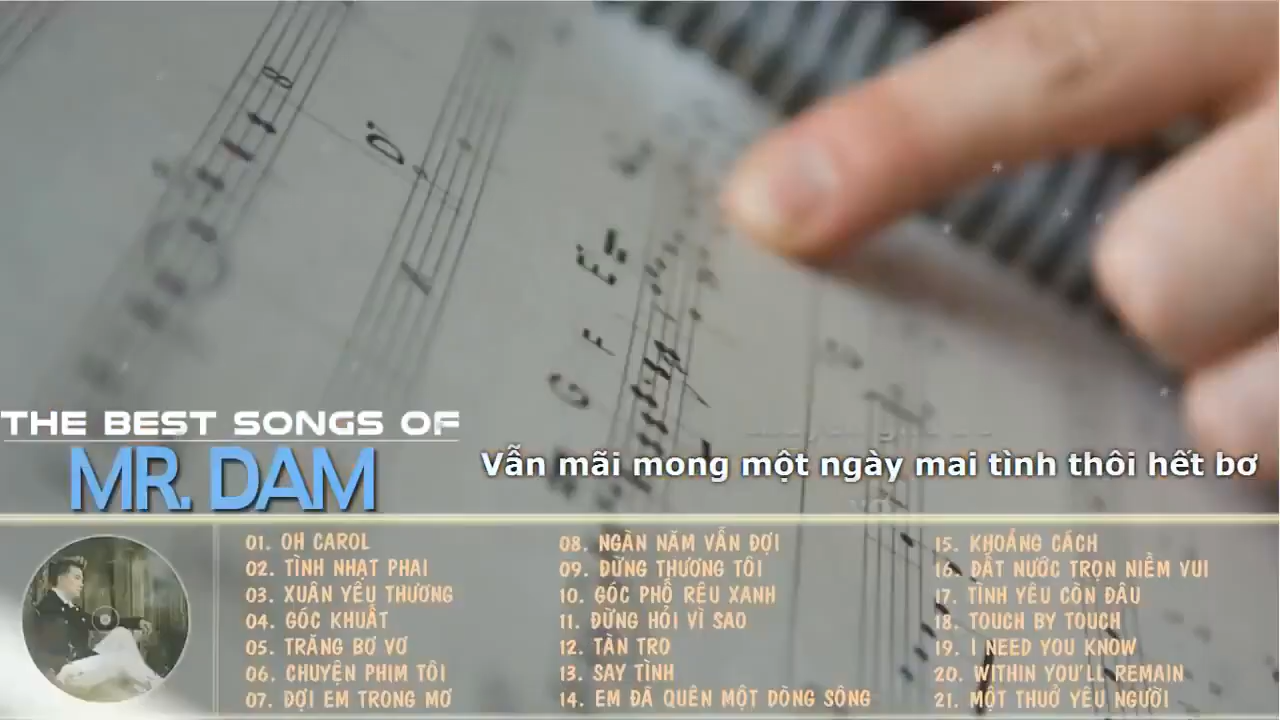 THE BEST SONGS OF
MR. DAM
Vẫn mãi mong một ngày mai tình thôi hết bơ
01. OH CAROL
02. TÌNH NHẠT PHAI
03. XUÂN YÊU THƯƠNG
04. GÓC KHUẤT
05. TRĂNG BƠ VƠ
06. CHUYỆN PHIM TÔI
07. ĐỢI EM TRONG MƠ
08. NGÀN NĂM VẪN ĐỢI
09. ĐỪNG THƯƠNG TÔI
10. GÓC PHỐ RÊU XANH
11. ĐỪNG HỎI VÌ SAO
12. TÀN TRO
13. SAY TÌNH
14. EM ĐÃ QUÊN MỘT DÒNG SÔNG
15. KHOẢNG CÁCH
16. ĐẤT NƯỚC TRỌN NIỀM VUI
17. TÌNH YÊU CÒN ĐÂU
18. TOUCH BY TOUCH
19. I NEED YOU KNOW
20. WITHIN YOU'LL REMAIN
21. MỘT THUỞ YÊU NGƯỜI